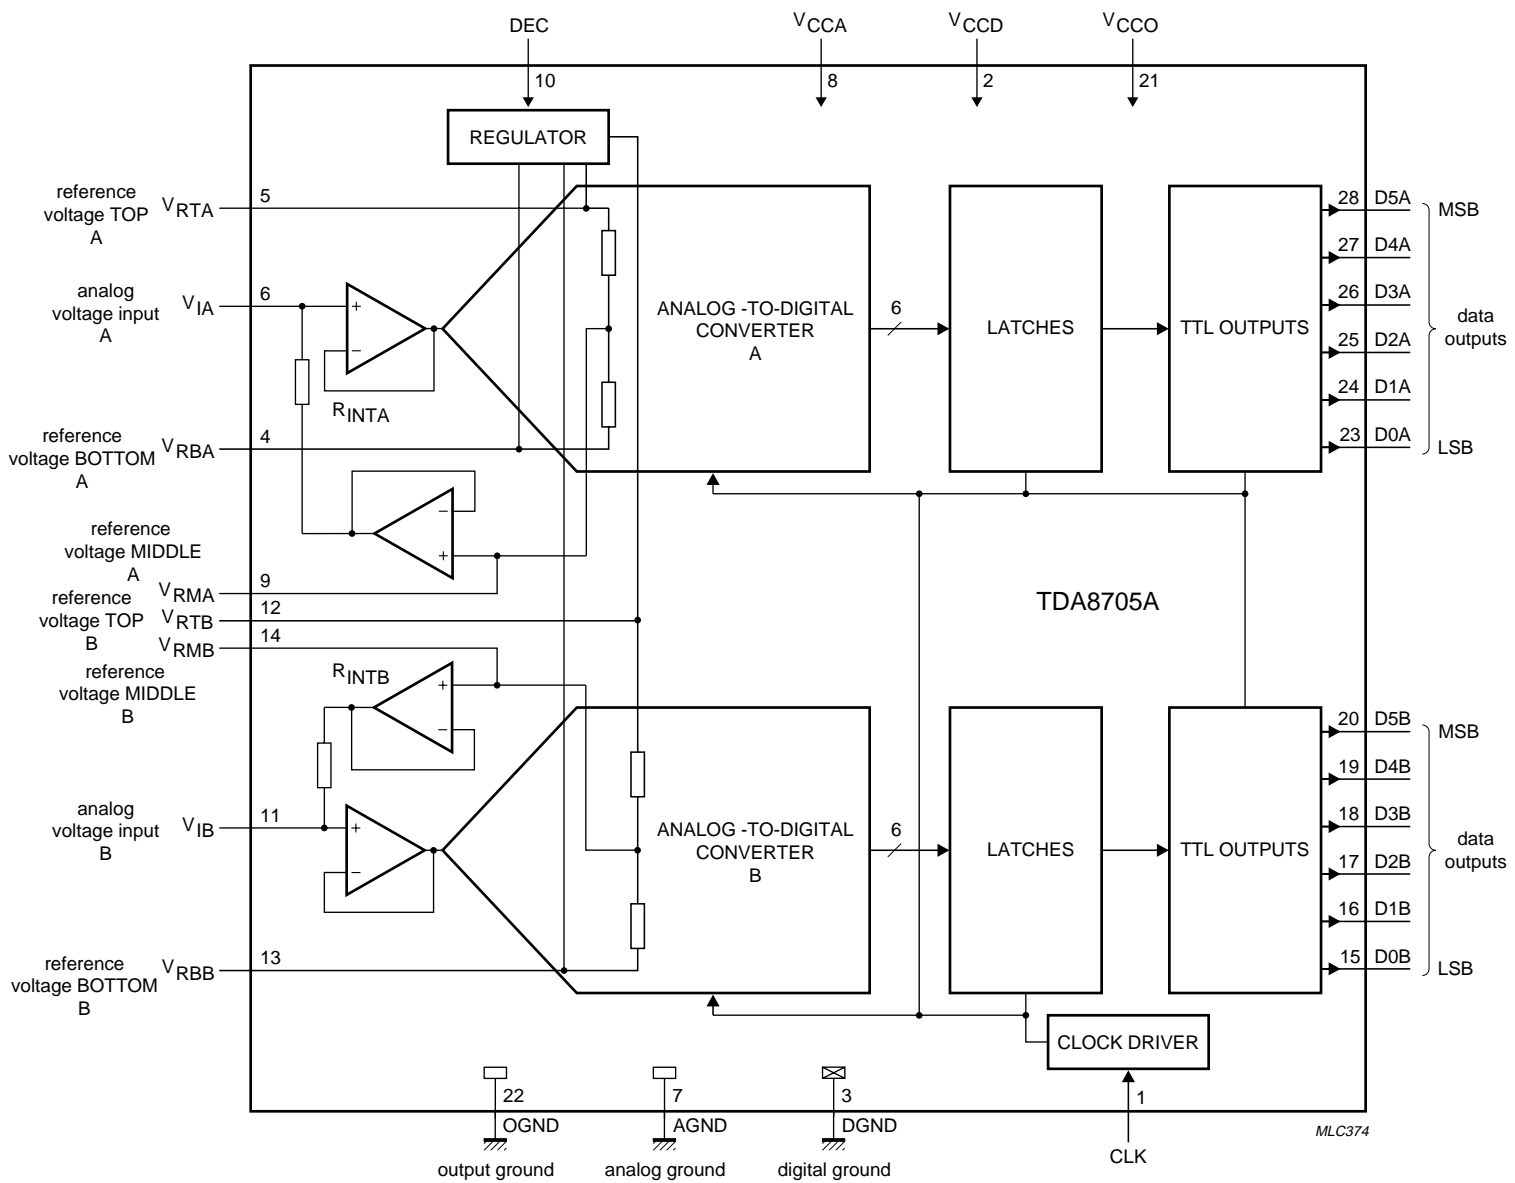 DEC
VCCA
VCCD
VCCO
10
8
2
21
REGULATOR
reference
voltage TOP
A
VRTA
5
analog
voltage input
A
VIA
6
+
−
RINTA
reference
voltage BOTTOM
A
VRBA
4
ANALOG -TO-DIGITAL
CONVERTER
A
6
LATCHES
TTL OUTPUTS
28 D5A
MSB
27 D4A
26 D3A
25 D2A
24 D1A
23 D0A
LSB
data
outputs
−
+
reference
voltage MIDDLE
A
VRMA
9
reference
voltage TOP
B
VRTB
12
VRMB
14
reference
voltage MIDDLE
B
RINTB
+
−
TDA8705A
analog
voltage input
B
VIB
11
+
−
reference
voltage BOTTOM
B
VRBB
13
ANALOG -TO-DIGITAL
CONVERTER
B
6
LATCHES
TTL OUTPUTS
20 D5B
MSB
19 D4B
18 D3B
17 D2B
16 D1B
15 D0B
LSB
data
outputs
CLOCK DRIVER
22
OGND
output ground
7
AGND
analog ground
3
DGND
digital ground
1
CLK
MLC374